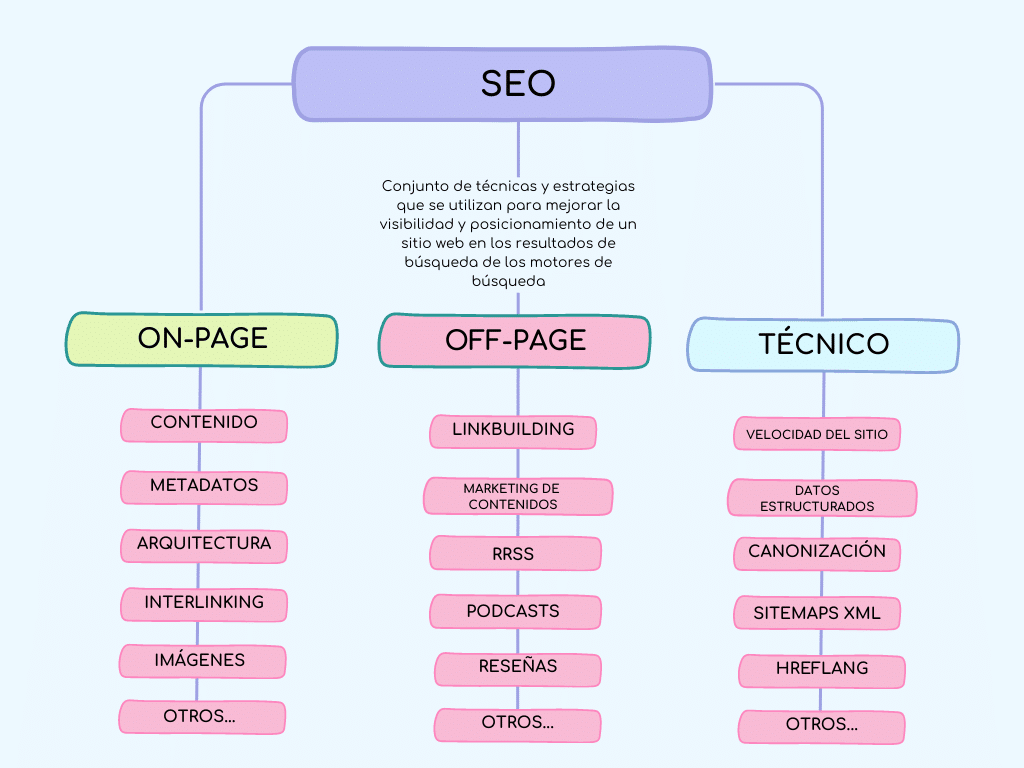 SEO
Conjunto de técnicas y estrategias
que se utilizan para mejorar la
visibilidad y posicionamiento de un
sitio web en los resultados de
búsqueda de los motores de
búsqueda
ON-PAGE
CONTENIDO
METADATOS
ARQUITECTURA
INTERLINKING
IMÁGENES
OTROS...
OFF-PAGE
LINKBUILDING
MARKETING DE
CONTENIDOS
RRSS
PODCASTS
RESEÑAS
OTROS...
TÉCNICO
VELOCIDAD DEL SITIO
DATOS
ESTRUCTURADOS
CANONIZACIÓN
SITEMAPS XML
HREFLANG
OTROS...